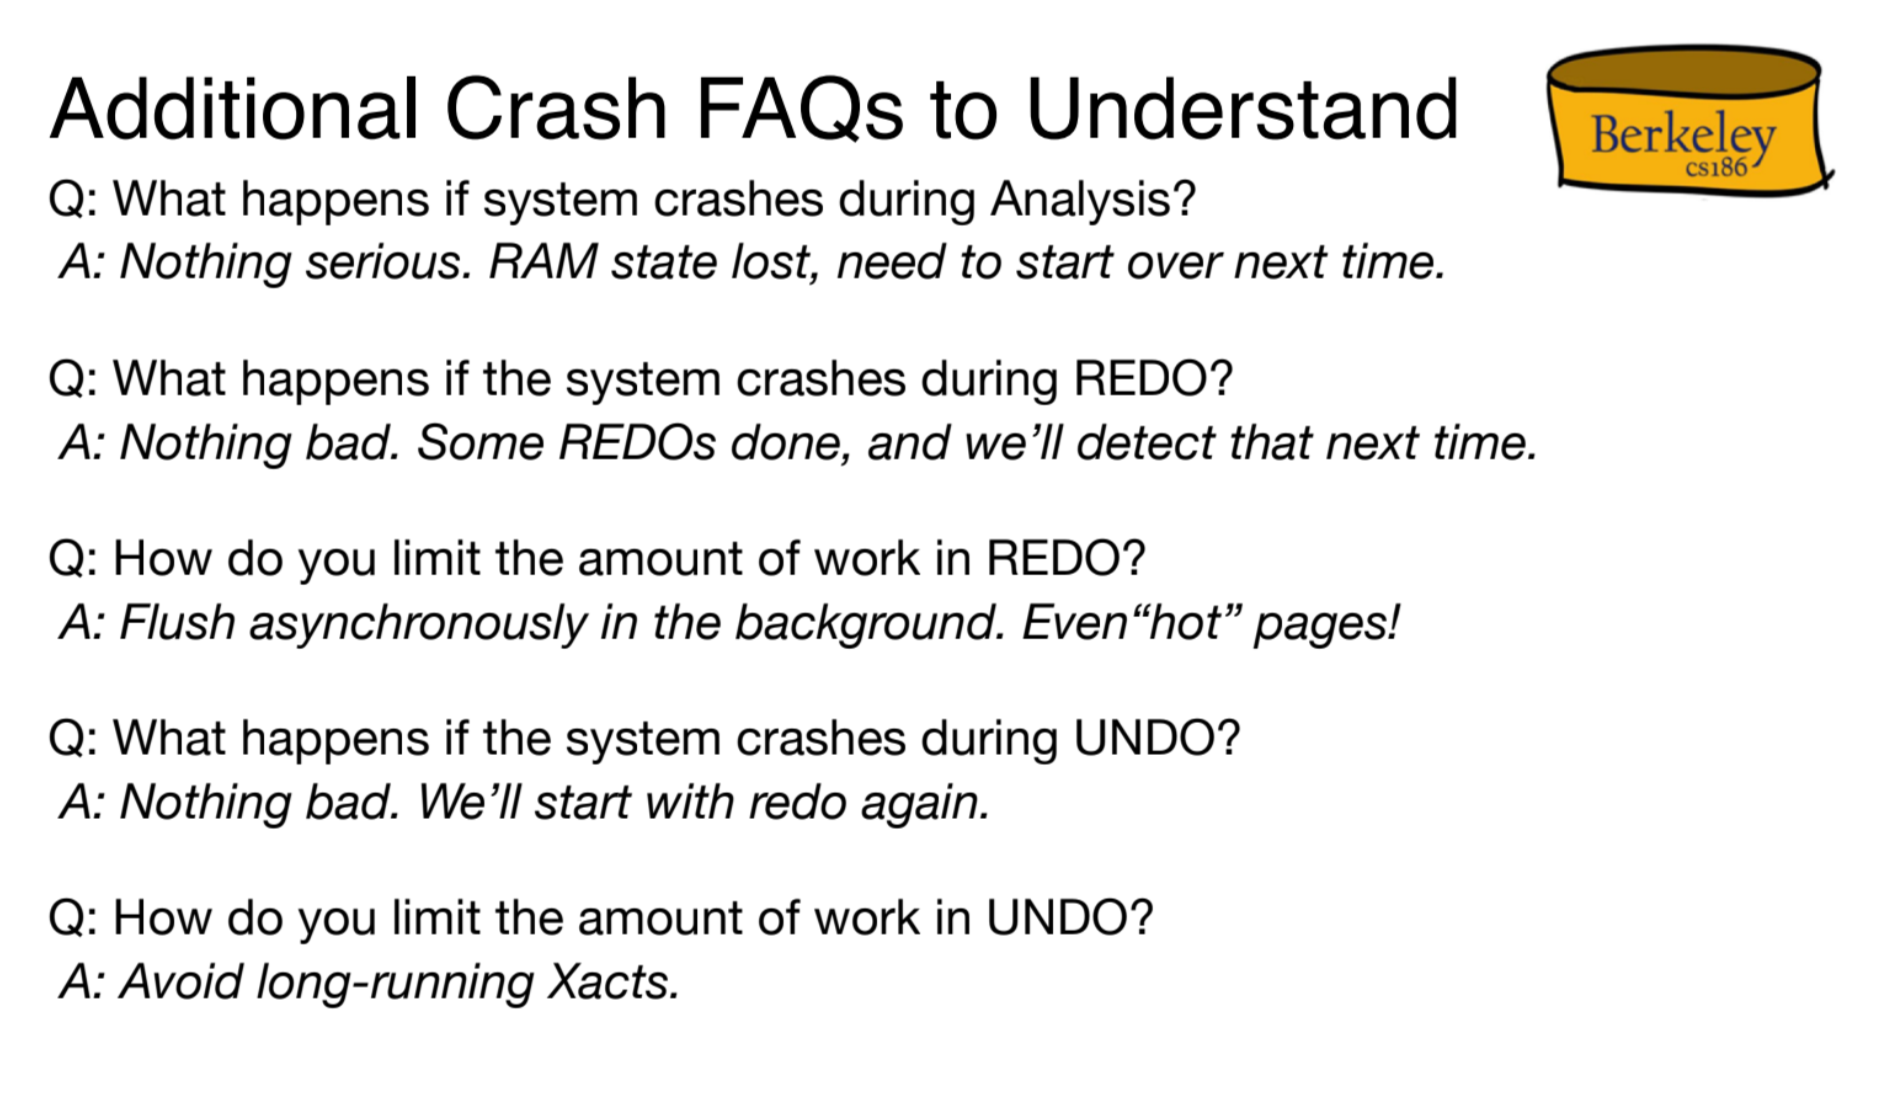 Additional Crash FAQs to Understand
Berkeley
cs186
Q: What happens if system crashes during Analysis?
A: Nothing serious. RAM state lost, need to start over next time.
Q: What happens if the system crashes during REDO?
A: Nothing bad. Some REDOs done, and we’ll detect that next time.
Q: How do you limit the amount of work in REDO?
A: Flush asynchronously in the background. Even“hot” pages!
Q: What happens if the system crashes during UNDO?
A: Nothing bad. We’ll start with redo again.
Q: How do you limit the amount of work in UNDO?
A: Avoid long-running Xacts.